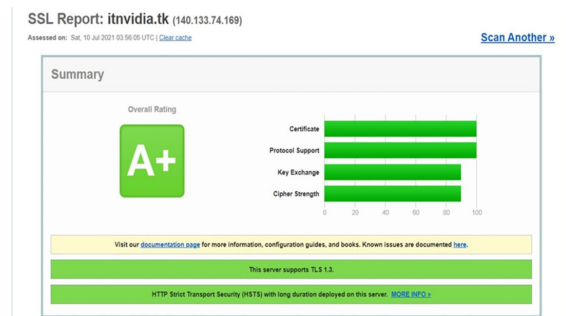 SSL Report: itnvidia.tk (140.133.74.169)
Assessed on: Sat, 10 Jul 2021 03:56:05 UTC | Clear cache
Scan Another »
Summary
Overall Rating
A+
Certificate
Protocol Support
Key Exchange
Cipher Strength
0 20 40 60 80 100
Visit our documentation page for more information, configuration guides, and books. Known issues are documented here.
This server supports TLS 1.3.
HTTP Strict Transport Security (HSTS) with long duration deployed on this server. MORE INFO »